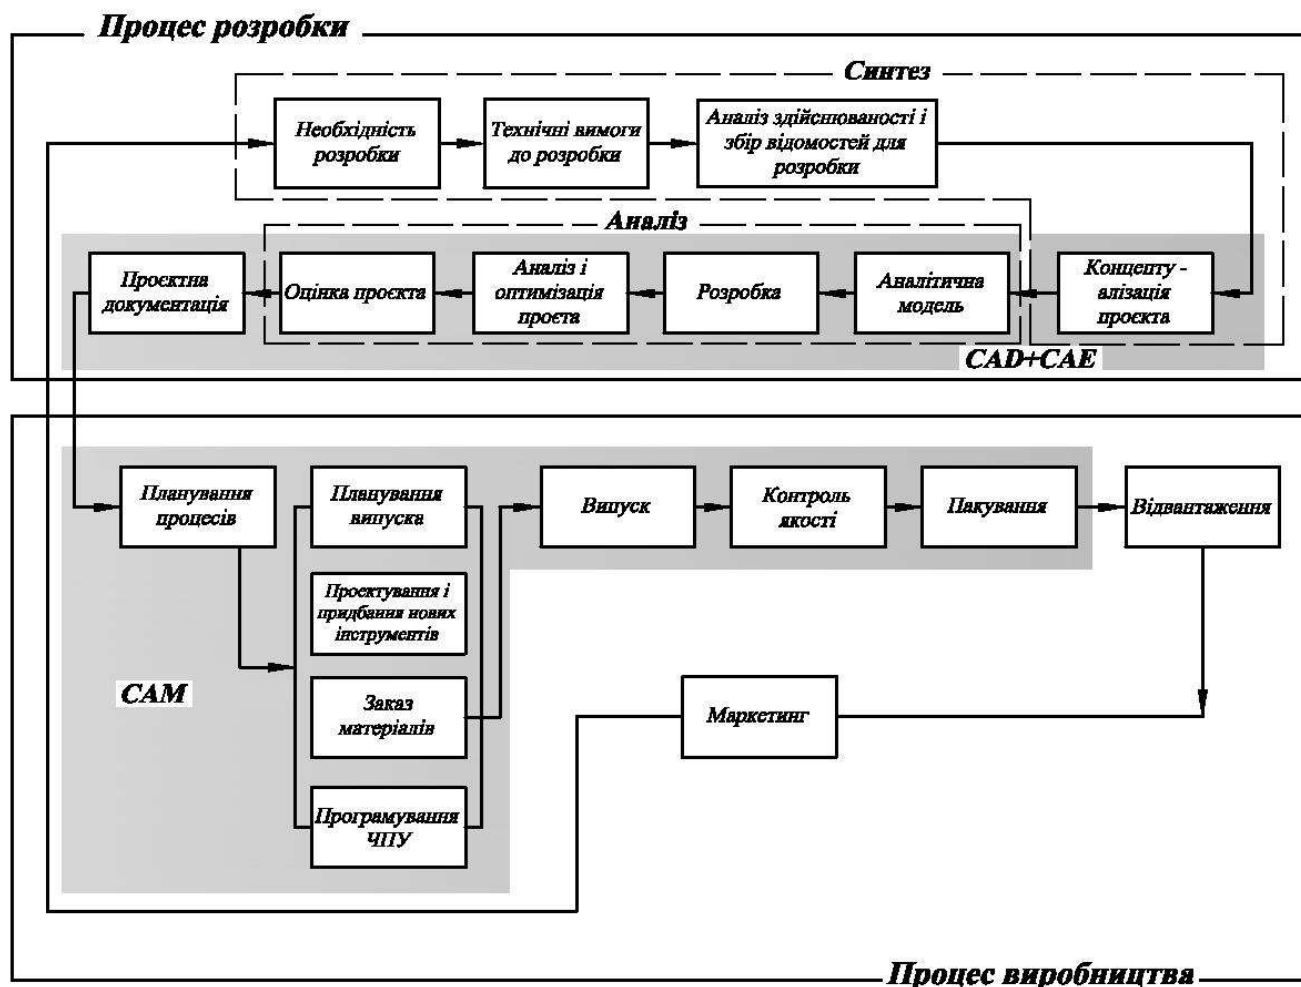 Процес розробки
Синтез
Необхідність
розробки
Технічні вимоги
до розробки
Аналіз здійснюваності і
збір відомостей для
розробки
Аналіз
Проєктна
документація
Оцінка проєкта
Аналіз і
оптимізація
проєта
Розробка
Аналітична
модель
Концепту -
алізація
проєкта
CAD+CAE
Планування
процесів
Планування
випуска
Випуск
Контроль
якості
Пакування
Відвантаження
Проектування і
придбання нових
інструментів
CAM
Заказ
матеріалів
Маркетинг
Програмування
ЧПУ
Процес виробництва